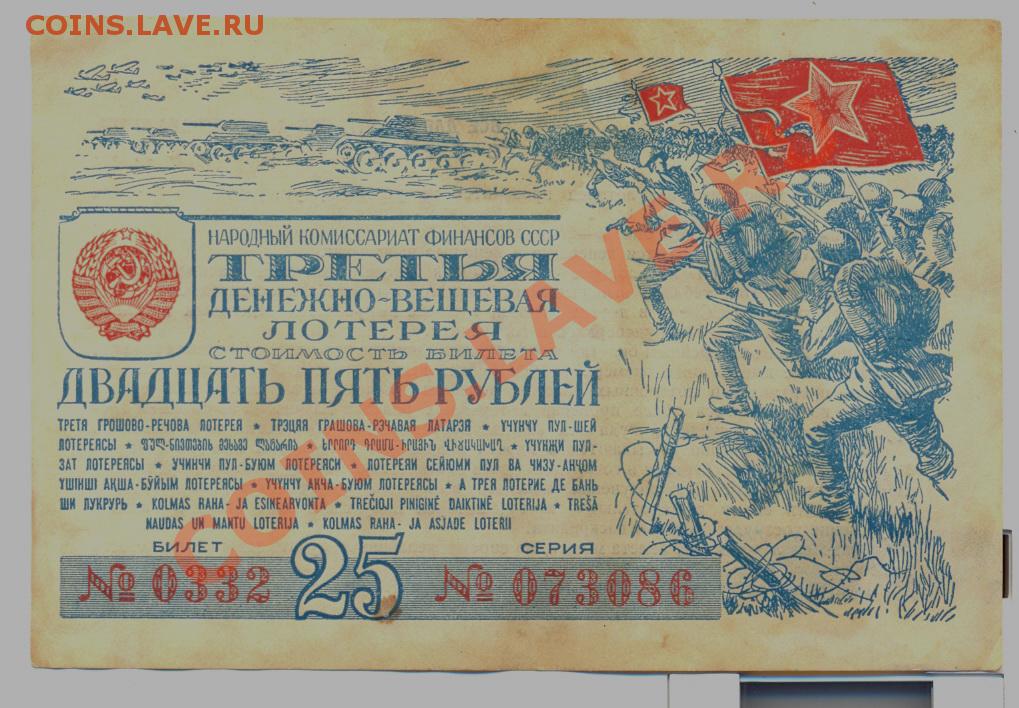 COINS.LAVE.RU
НАРОДНЫЙ КОМИССАРИАТ ФИНАНСОВ СССР
ТРЕТЬЯ
ДЕНЕЖНО-ВЕЩЕВАЯ
ЛОТЕРЕЯ
СТОИМОСТЬ БИЛЕТА
ДВАДЦАТЬ ПЯТЬ РУБЛЕЙ
ТРЕТЯ ГРОШОВО-РЕЧОВА ЛОТЕРЕЯ ★ ТРЭЦЯЯ ГРАШОВА-РЭЧАВАЯ ЛАТАРЭЯ ★ ҮЧҮНЧҮ ПУЛ-ШЕЙ
ЛОТЕРЕЯСЫ ★ ★ ҮЧҮНҖИ ПУЛ-
ЗАТ ЛОТЕРЕЯСЫ ★ УЧИНЧИ ПУЛ-БУЮМ ЛОТЕРЕЯСИ ★ ЛОТЕРЕЯИ СЕЙЮМИ ПУЛ ВА ЧИЗУ-АНҶОМ
ҮШІНШІ АҚША-БҰЙЫМ ЛОТЕРЕЯСЫ ★ ҮЧҮНЧҮ АКЧА-БУЮМ ЛОТЕРЕЯСЫ ★ А ТРЕЯ ЛОТЕРИЕ ДЕ БАНЬ
ШИ ЛУКРУРЬ ★ KOLMAS RAHA- JA ESINEARVONTA ★ TREČIOJI PINIGINĖ DAIKTINĖ LOTERIJA ★ TREŠĀ
NAUDAS UN MANTU LOTERIJA ★ KOLMAS RAHA- JA ASJADE LOTERII
БИЛЕТ СЕРИЯ
№ 0332 25 № 073086
COINS.LAVE.R